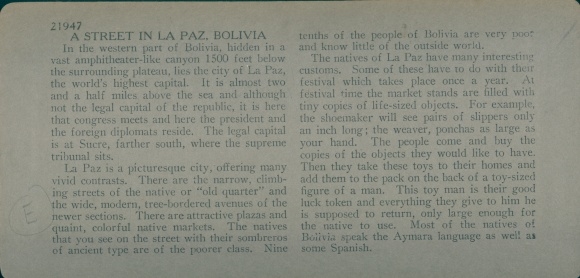 21947
A STREET IN LA PAZ, BOLIVIA
In the western part of Bolivia, hidden in a
vast amphitheater-like canyon 1500 feet below
the surrounding plateau, lies the city of La Paz,
the world's highest capital. It is almost two
and a half miles above the sea and although
not the legal capital of the republic, it is here
that congress meets and here the president and
the foreign diplomats reside. The legal capital
is at Sucre, farther south, where the supreme
tribunal sits.
La Paz is a picturesque city, offering many
vivid contrasts. There are the narrow, climb-
ing streets of the native or "old quarter" and
the wide, modern, tree-bordered avenues of the
newer sections. There are attractive plazas and
quaint, colorful native markets. The natives
that you see on the street with their sombreros
of ancient type are of the poorer class. Nine
tenths of the people of Bolivia are very poor
and know little of the outside world.
The natives of La Paz have many interesting
customs. Some of these have to do with their
festival which takes place once a year. At
festival time the market stands are filled with
tiny copies of life-sized objects. For example,
the shoemaker will see pairs of slippers only
an inch long; the weaver, ponchas as large as
your hand. The people come and buy the
copies of the objects they would like to have.
Then they take these toys to their homes and
add them to the pack on the back of a toy-sized
figure of a man. This toy man is their good
luck token and everything they give to him he
is supposed to return, only large enough for
the native to use. Most of the natives of
Bolivia speak the Aymara language as well as
some Spanish.
E